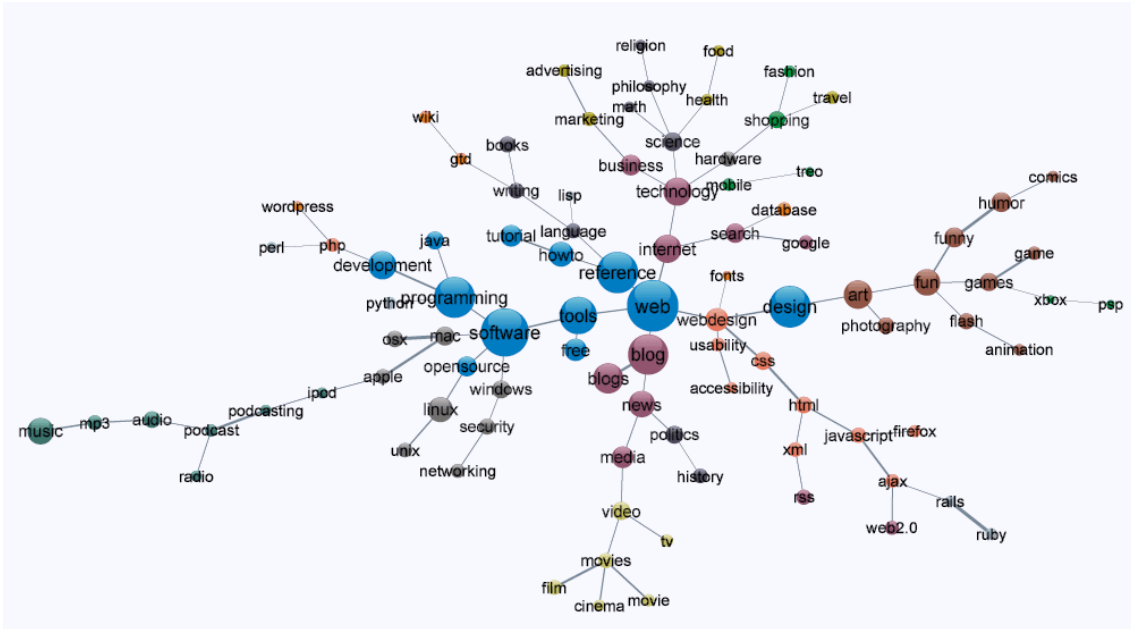 religion
food
advertising
fashion
philosophy
health
travel
math
marketing
shopping
wiki
science
books
hardware
gtd
business
treo
comics
technology
mobile
writing
lisp
humor
wordpress
database
tutorial
language
search
funny
perl
php
java
howto
internet
google
game
development
reference
fonts
games
programming
python
web
design
art
fun
xbox
psp
tools
webdesign
photography
flash
software
mac
osx
free
blog
usability
animation
opensource
css
apple
windows
blogs
accessibility
ipod
podcasting
linux
news
html
music
mp3
audio
podcast
security
politics
javascript
firefox
unix
media
xml
radio
networking
history
ajax
rss
rails
video
web2.0
ruby
tv
movies
film
cinema
movie